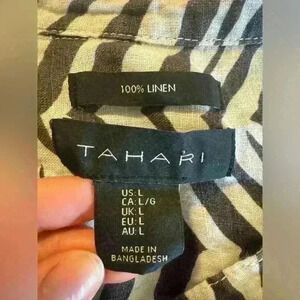 100% LINEN
TAHARI
US: L
CA: L/G
UK: L
EU: L
AU: L
MADE IN
BANGLADESH